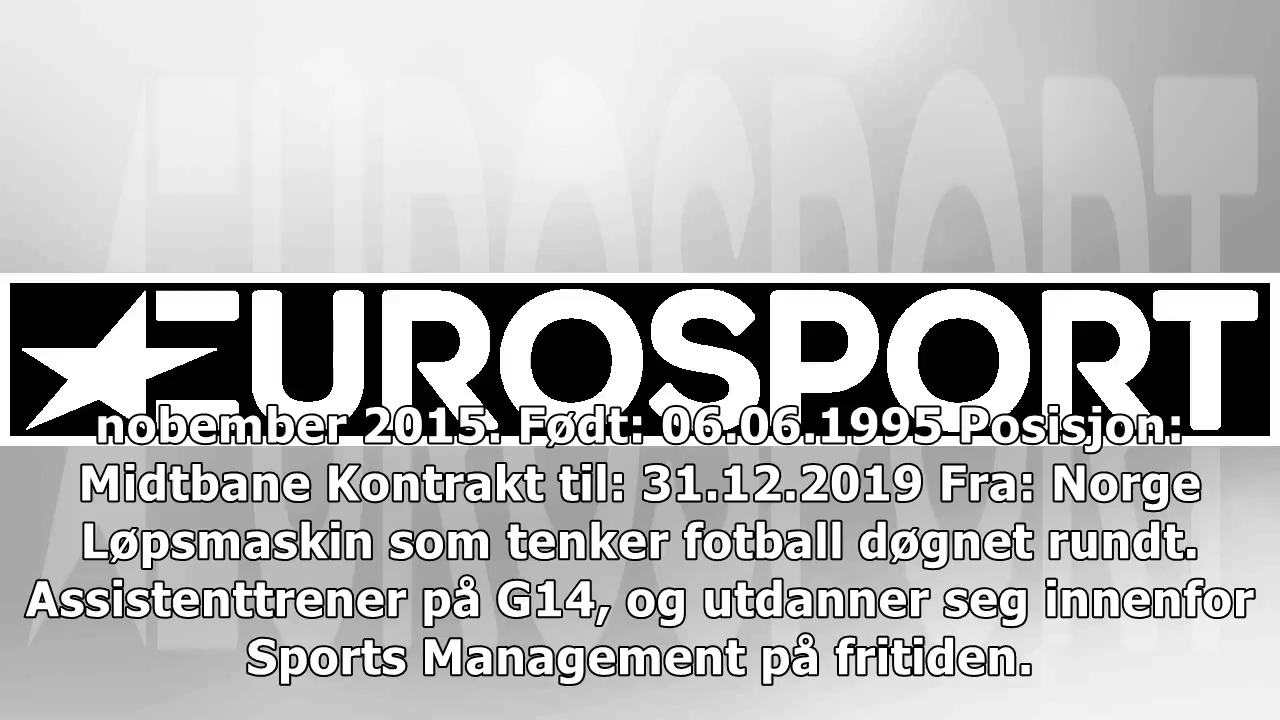 EUROSPORT
nobember 2015. Født: 06.06.1995 Posisjon:
Midtbane Kontrakt til: 31.12.2019 Fra: Norge
Løpsmaskin som tenker fotball døgnet rundt.
Assistenttrener på G14, og utdanner seg innenfor
Sports Management på fritiden.